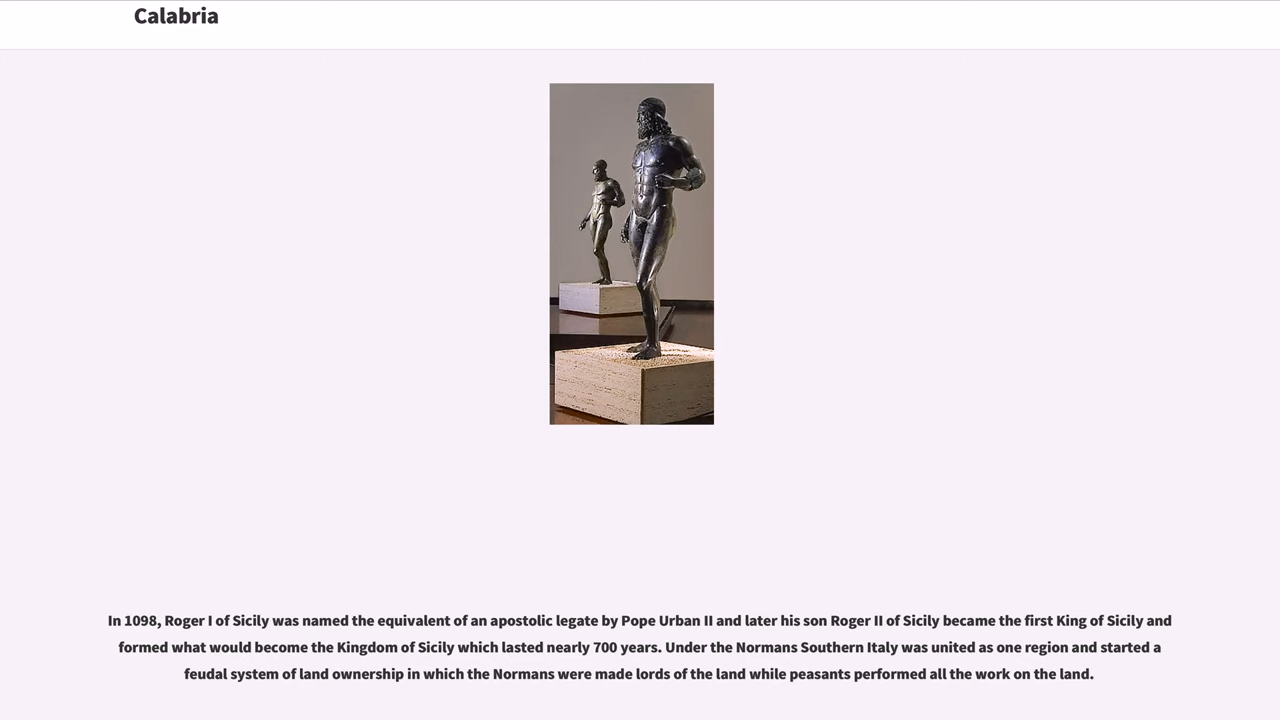 Calabria
In 1098, Roger I of Sicily was named the equivalent of an apostolic legate by Pope Urban II and later his son Roger II of Sicily became the first King of Sicily and
formed what would become the Kingdom of Sicily which lasted nearly 700 years. Under the Normans Southern Italy was united as one region and started a
feudal system of land ownership in which the Normans were made lords of the land while peasants performed all the work on the land.